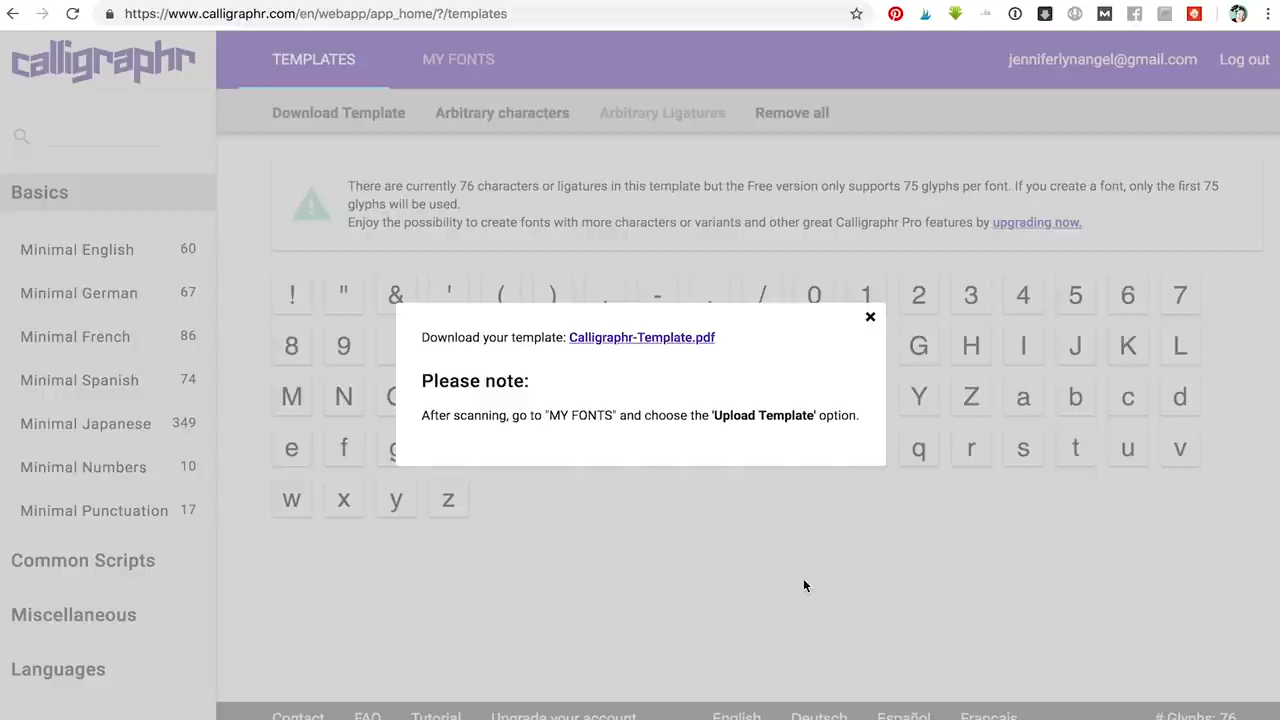 https://www.calligraphr.com/en/webapp/app_home/?/templates
calligraphr
TEMPLATES
MY FONTS
jenniferlynangel@gmail.com
Log out
Download Template
Arbitrary characters
Arbitrary Ligatures
Remove all
Basics
Minimal English 60
Minimal German 67
Minimal French 86
Minimal Spanish 74
Minimal Japanese 349
Minimal Numbers 10
Minimal Punctuation 17
Common Scripts
Miscellaneous
Languages
There are currently 76 characters or ligatures in this template but the Free version only supports 75 glyphs per font. If you create a font, only the first 75
glyphs will be used.
Enjoy the possibility to create fonts with more characters or variants and other great Calligraphr Pro features by upgrading now.
! " & ' ( ) , - . / 0 1 2 3 4 5 6 7
8 9 G H I J K L
M N Y Z a b c d
e f g q r s t u v
w x y z
Download your template: Calligraphr-Template.pdf
Please note:
After scanning, go to "MY FONTS" and choose the 'Upload Template' option.
Contact FAQ Tutorial Upgrade your account English Deutsch Español Français # Glyphs: 76